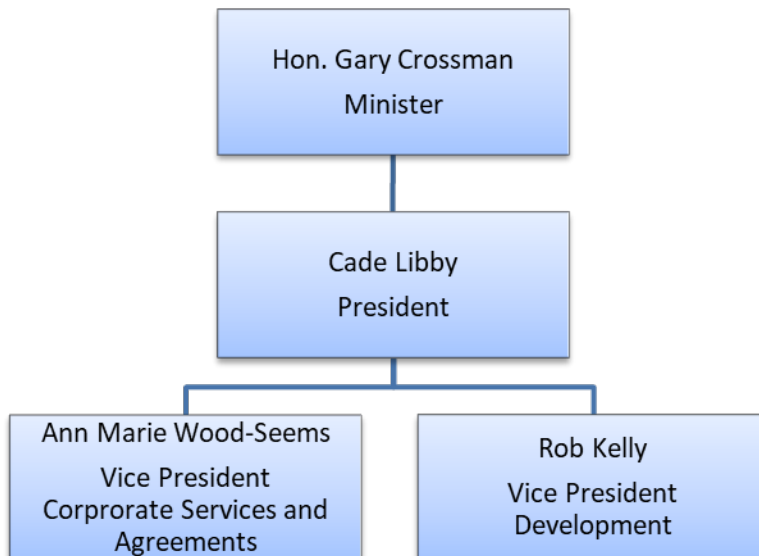 Hon. Gary Crossman
Minister
Cade Libby
President
Ann Marie Wood-Seems
Vice President
Corprorate Services and
Agreements
Rob Kelly
Vice President
Development